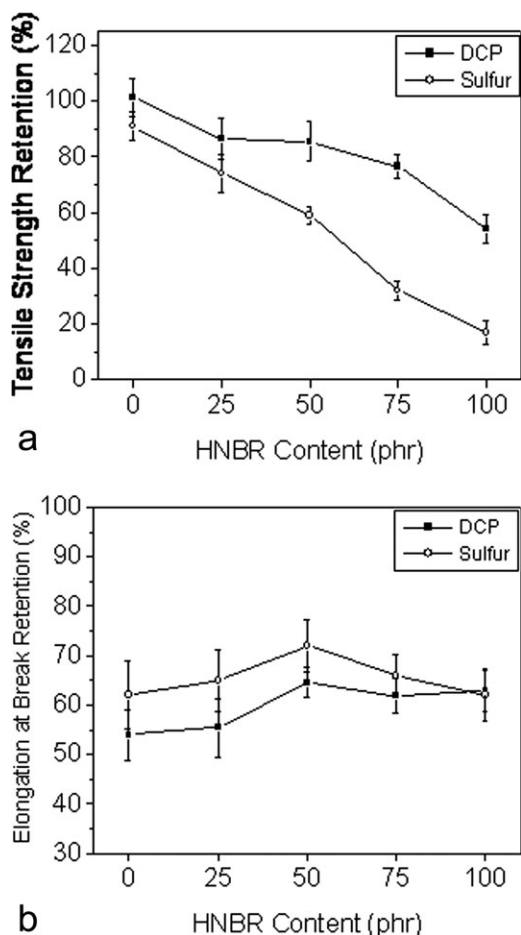 120
100
80
60
40
20
0
Tensile Strength Retention (%)
DCP
Sulfur
0 25 50 75 100
HNBR Content (phr)
a
100
90
80
70
60
50
40
30
Elongation at Break Retention (%)
DCP
Sulfur
0 25 50 75 100
HNBR Content (phr)
b